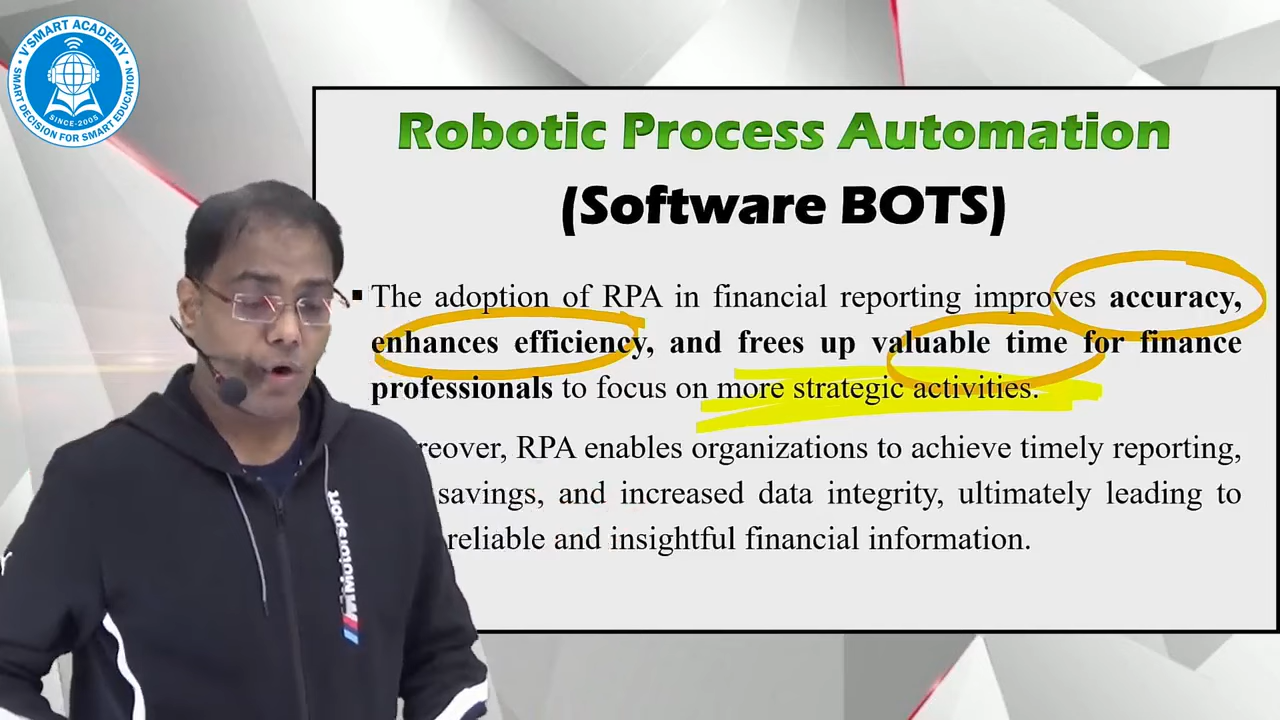 V'SMART ACADEMY
SMART DECISION FOR SMART EDUCATION
SINCE-2005
Robotic Process Automation
(Software BOTS)
▪ The adoption of RPA in financial reporting improves accuracy,
enhances efficiency, and frees up valuable time for finance
professionals to focus on more strategic activities.
reover, RPA enables organizations to achieve timely reporting,
savings, and increased data integrity, ultimately leading to
reliable and insightful financial information.
Motorsport